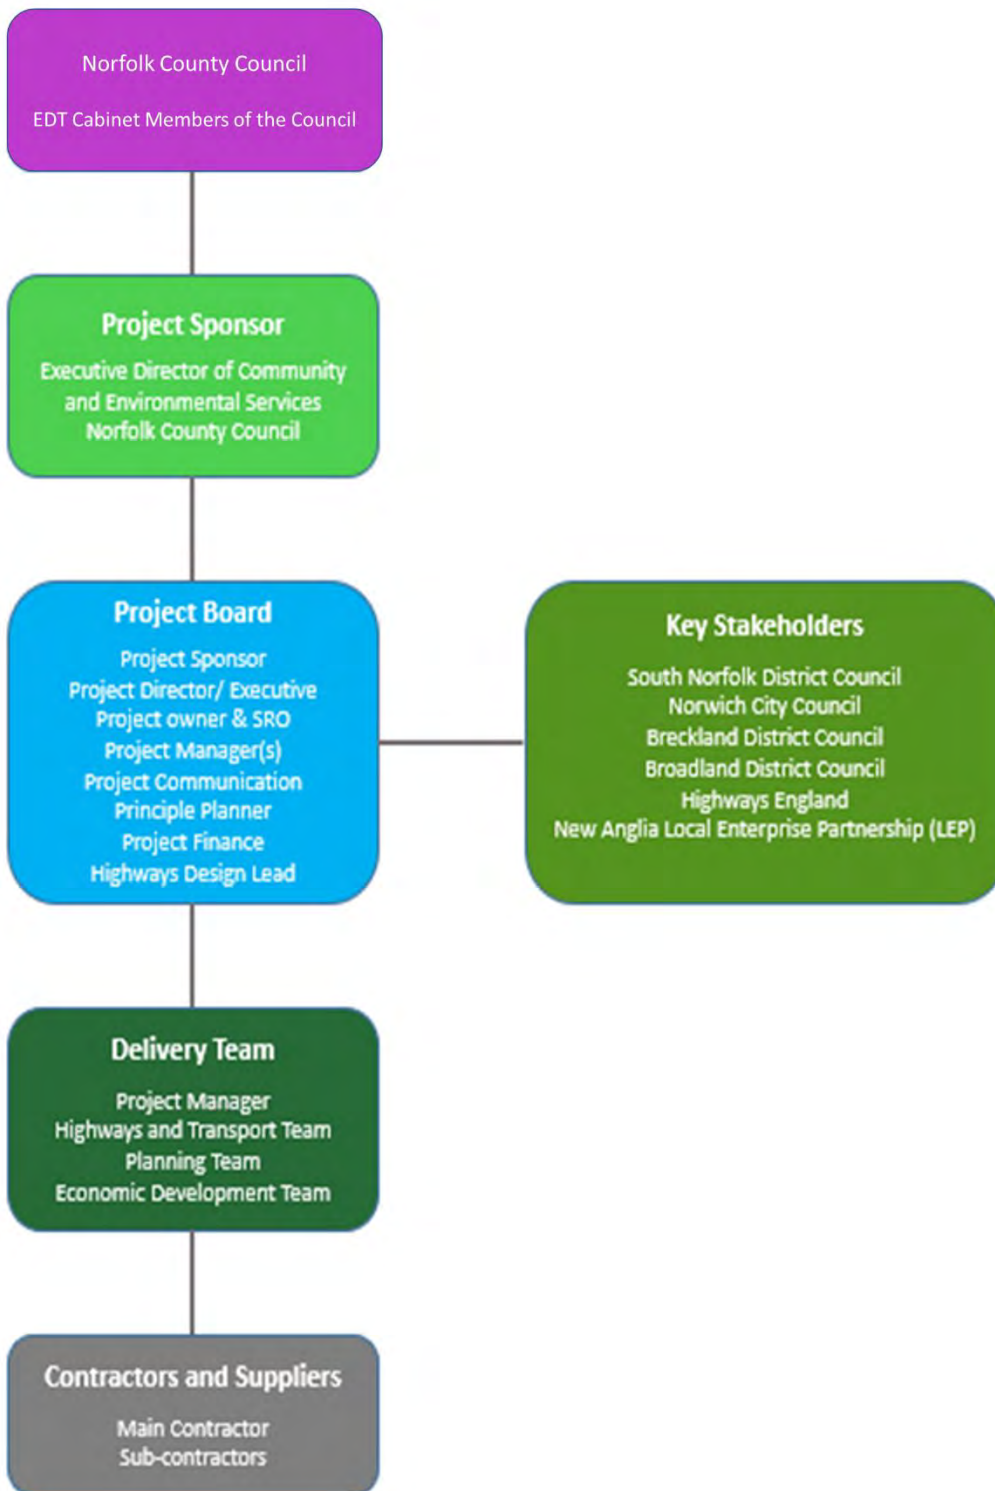 Norfolk County Council
EDT Cabinet Members of the Council
Project Sponsor
Executive Director of Community
and Environmental Services
Norfolk County Council
Project Board
Project Sponsor
Project Director/ Executive
Project owner & SRO
Project Manager(s)
Project Communication
Principle Planner
Project Finance
Highways Design Lead
Key Stakeholders
South Norfolk District Council
Norwich City Council
Breckland District Council
Broadland District Council
Highways England
New Anglia Local Enterprise Partnership (LEP)
Delivery Team
Project Manager
Highways and Transport Team
Planning Team
Economic Development Team
Contractors and Suppliers
Main Contractor
Sub-contractors